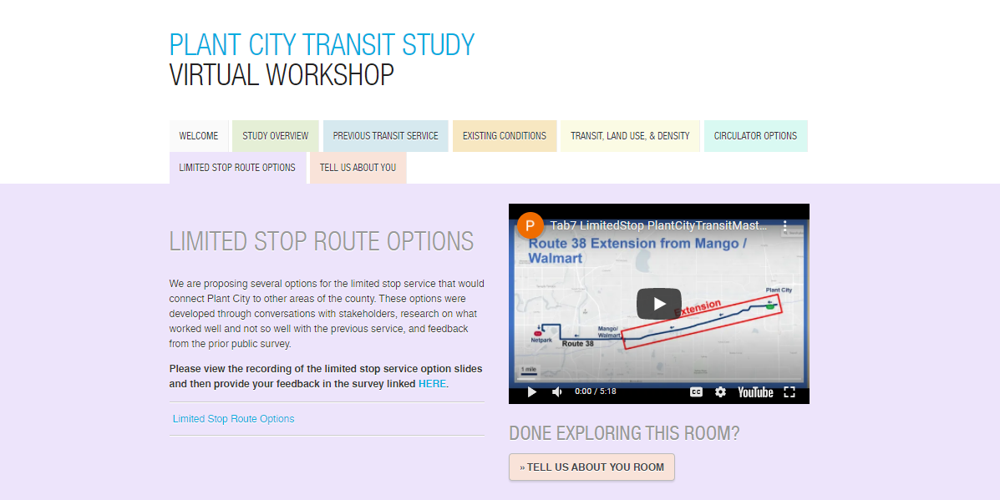 PLANT CITY TRANSIT STUDY
VIRTUAL WORKSHOP
WELCOME
STUDY OVERVIEW
PREVIOUS TRANSIT SERVICE
EXISTING CONDITIONS
TRANSIT, LAND USE, & DENSITY
CIRCULATOR OPTIONS
LIMITED STOP ROUTE OPTIONS
TELL US ABOUT YOU
LIMITED STOP ROUTE OPTIONS
We are proposing several options for the limited stop service that would
connect Plant City to other areas of the county. These options were
developed through conversations with stakeholders, research on what
worked well and not so well with the previous service, and feedback
from the prior public survey.
Please view the recording of the limited stop service option slides
and then provide your feedback in the survey linked HERE.
Limited Stop Route Options
P
Tab7 LimitedStop PlantCityTransitMast...
Route 38 Extension from Mango /
Walmart
Plant City
Extension
Mango/
Walmart
Netpark
Route 38
1 mile
0:00 / 5:18
CC
YouTube
DONE EXPLORING THIS ROOM?
» TELL US ABOUT YOU ROOM